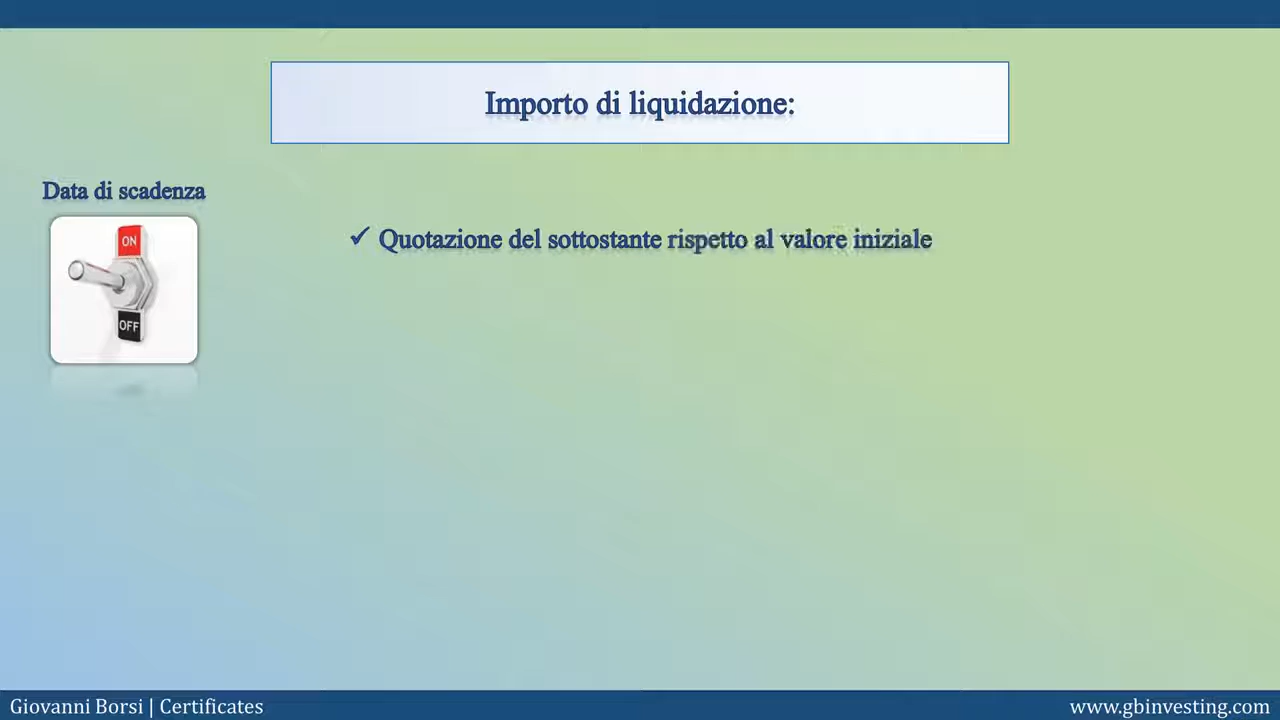 Importo di liquidazione:
Data di scadenza
ON
OFF
✓ Quotazione del sottostante rispetto al valore iniziale
Giovanni Borsi | Certificates
www.gbinvesting.com